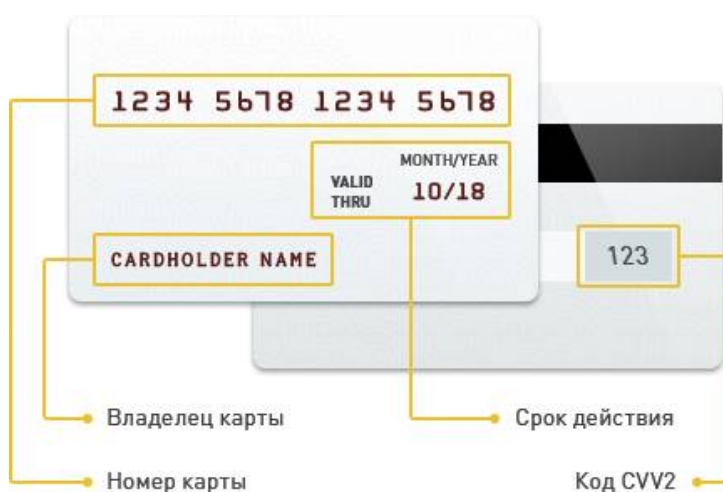 1234 5678 1234 5678
MONTH/YEAR
VALID
THRU
10/18
CARDHOLDER NAME
123
Владелец карты
Срок действия
Номер карты
Код CVV2